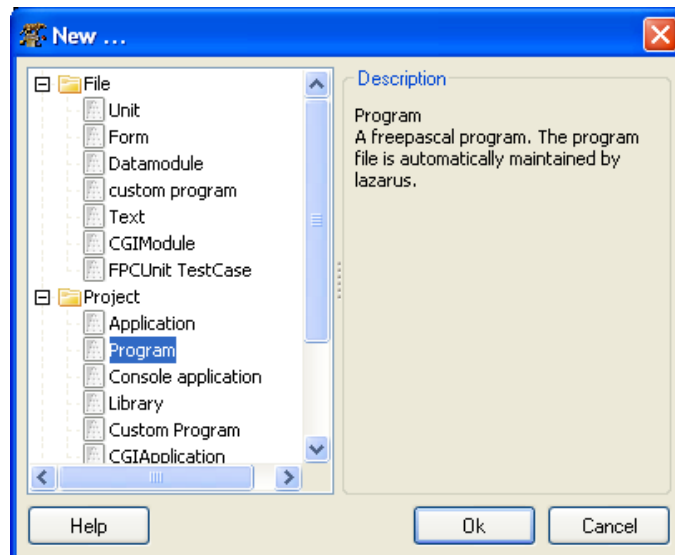 New ...
File
Unit
Form
Datamodule
custom program
Text
CGIModule
FPCUnit TestCase
Project
Application
Program
Console application
Library
Custom Program
CGIApplication
Description
Program
A freepascal program. The program
file is automatically maintained by
lazarus.
Help
Ok
Cancel